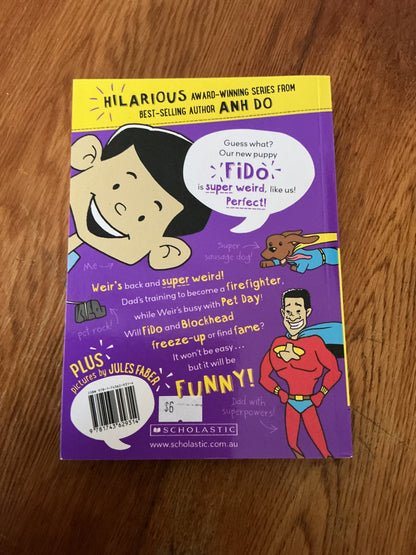 HILARIOUS AWARD-WINNING SERIES FROM
BEST-SELLING AUTHOR ANH DO
Guess what?
Our new puppy
FiDO
is super weird, like us!
Perfect!
Super
sausage dog!
Me
Weir's back and super weird!
Dad's training to become a firefighter,
while Weir's busy with Pet Day!
Will Fido and Blockhead
freeze-up or find fame?
It won't be easy...
but it will be
FUNNY!
pet rock!
PLUS
pictures by JULES FABER
9 781743 629314
$6
Dad with
superpowers!
SCHOLASTIC
www.scholastic.com.au